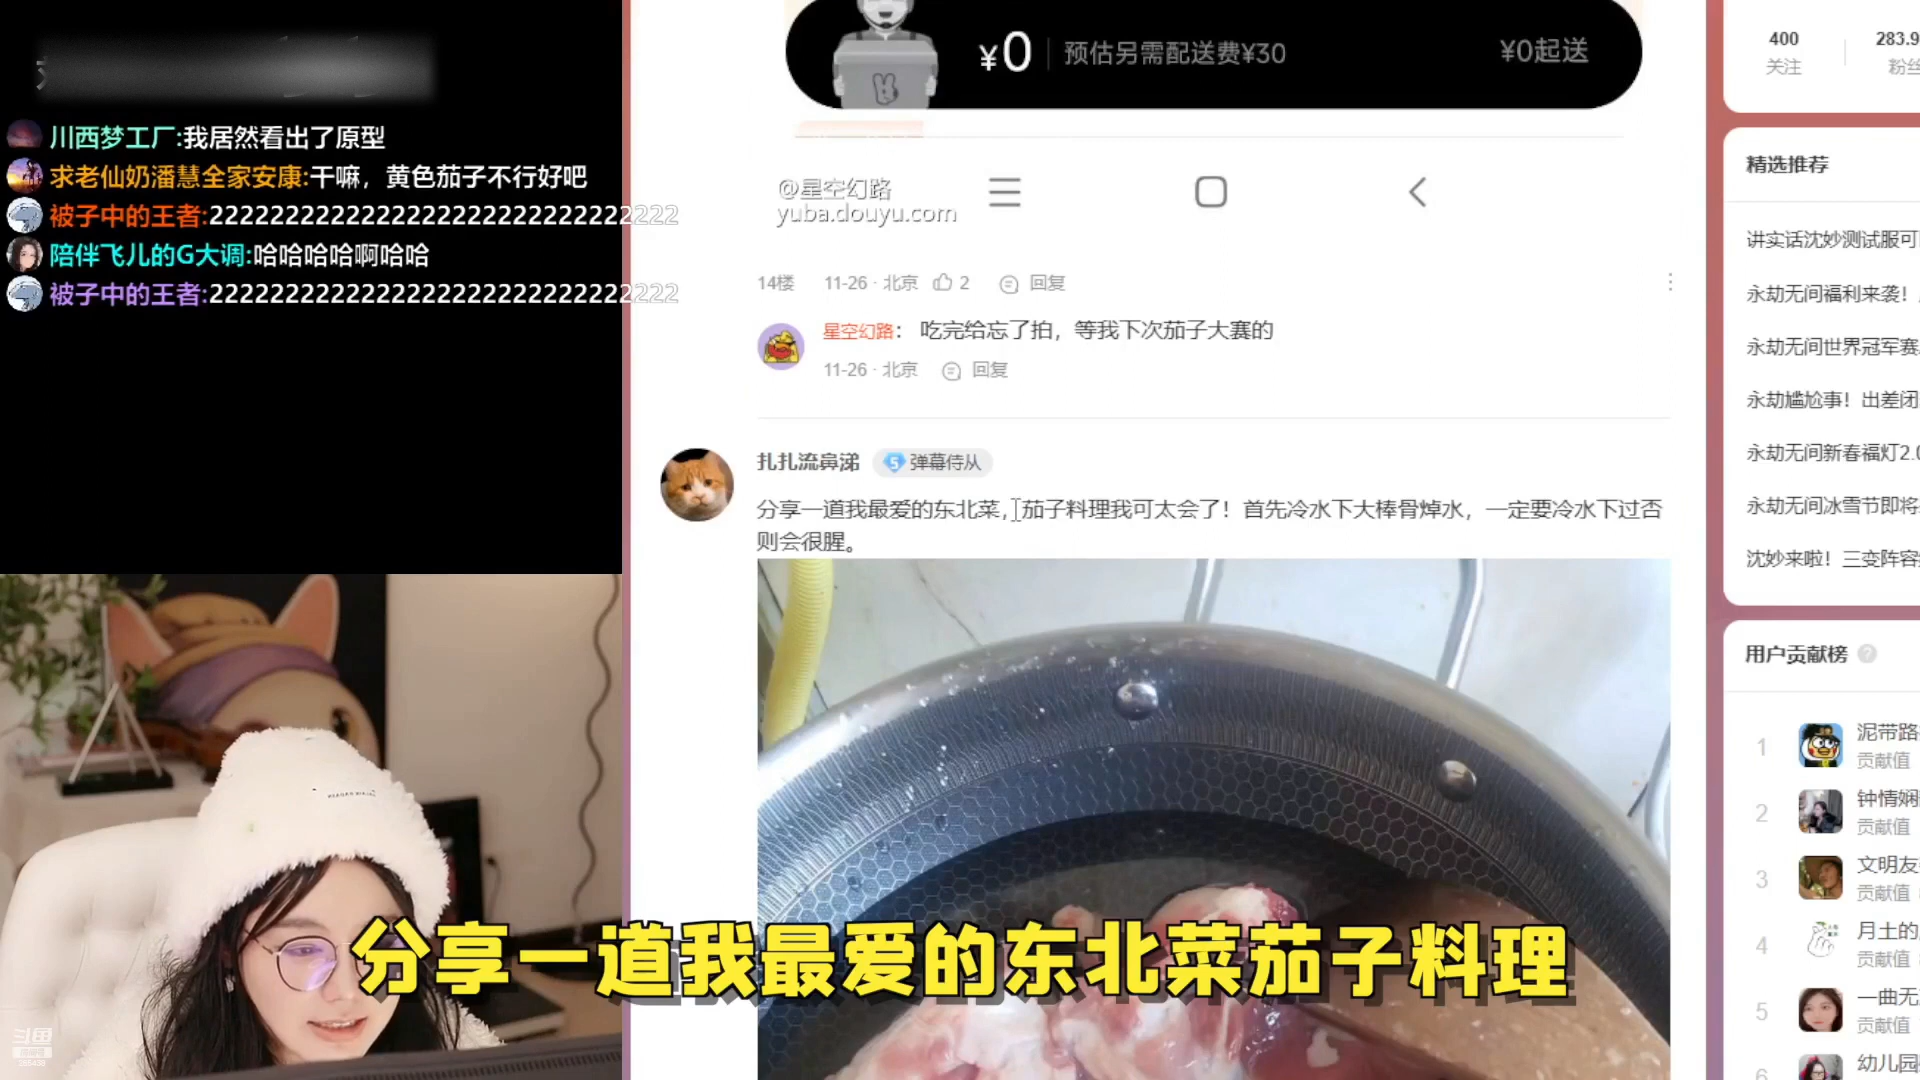 川西梦工厂:我居然看出了原型
求老仙奶潘慧全家安康:干嘛，黄色茄子不行好吧
被子中的王者:222222222222222222222222222222222
陪伴飞儿的G大调:哈哈哈哈啊哈哈
被子中的王者:222222222222222222222222222222222
斗鱼
¥0
预估另需配送费¥30
¥0起送
@星空幻路
yuba.douyu.com
14楼 11-26 · 北京 2 回复
星空幻路： 吃完给忘了拍，等我下次茄子大赛的
11-26 · 北京 回复
扎扎流鼻涕 5 弹幕侍从
分享一道我最爱的东北菜，茄子料理我可太会了！首先冷水下大棒骨焯水，一定要冷水下过否
则会很腥。
分享一道我最爱的东北菜茄子料理
400
关注
283.9
粉丝
精选推荐
讲实话沈妙测试服可
永劫无间福利来袭！
永劫无间世界冠军赛
永劫尴尬事！出差闭
永劫无间新春福灯2.0
永劫无间冰雪节即将
沈妙来啦！三变阵容
用户贡献榜
1
泥带路
贡献值
2
钟情娴
贡献值
3
文明友
贡献值
4
月土的
贡献值
5
一曲无
贡献值
6
幼儿园